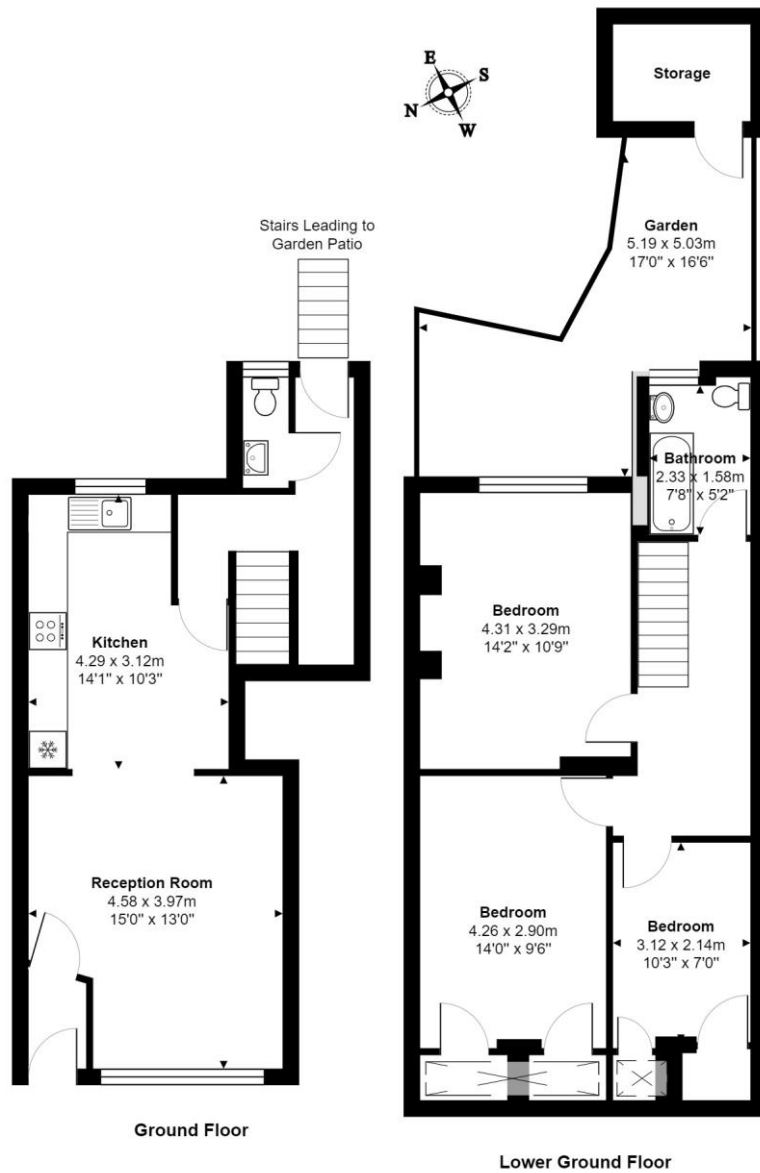 E
S
N
W
Storage
Stairs Leading to
Garden Patio
Garden
5.19 x 5.03m
17'0" x 16'6"
Bathroom
2.33 x 1.58m
7'8" x 5'2"
Kitchen
4.29 x 3.12m
14'1" x 10'3"
Bedroom
4.31 x 3.29m
14'2" x 10'9"
Reception Room
4.58 x 3.97m
15'0" x 13'0"
Bedroom
4.26 x 2.90m
14'0" x 9'6"
Bedroom
3.12 x 2.14m
10'3" x 7'0"
Ground Floor
Lower Ground Floor